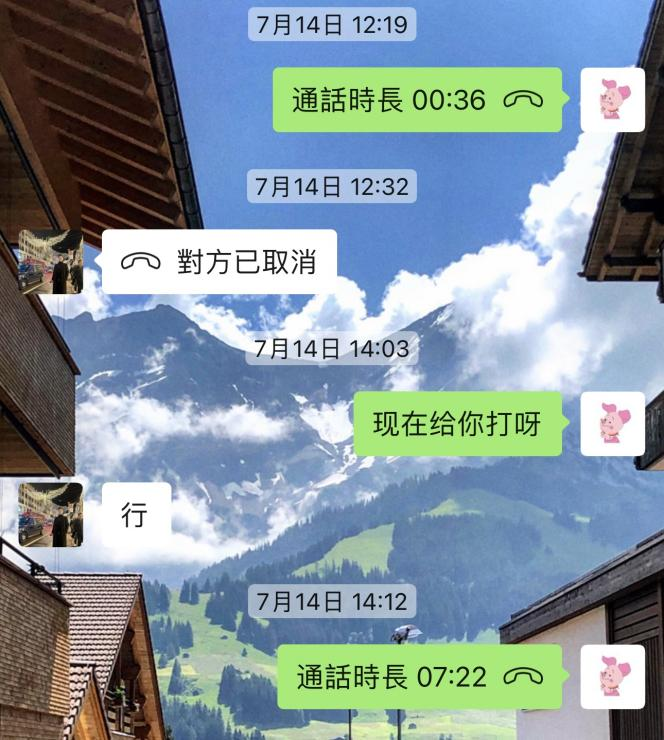 7月14日 12:19
通話時長 00:36
7月14日 12:32
對方已取消
7月14日 14:03
现在给你打呀
行
7月14日 14:12
通話時長 07:22